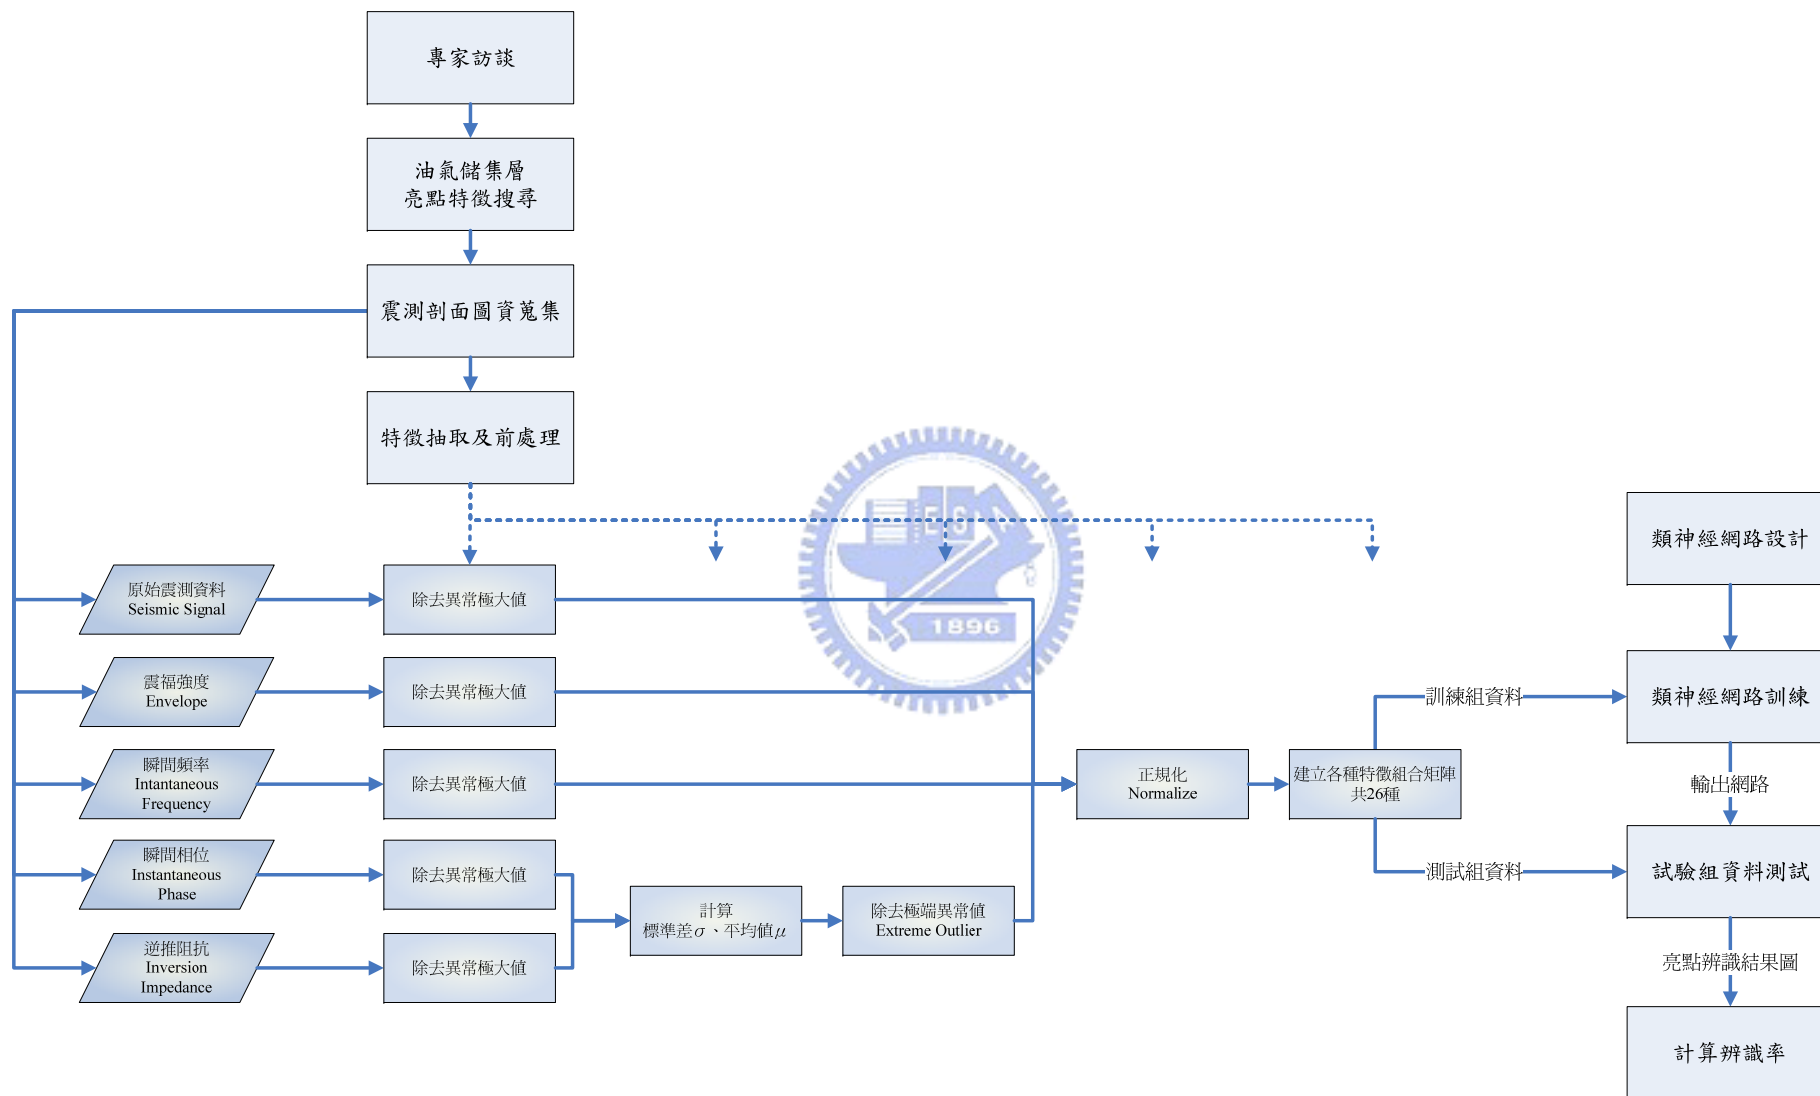 專家訪談
油氣儲集層
亮點特徵搜尋
震測剖面圖資蒐集
特徵抽取及前處理
ES
1896
原始震測資料
Seismic Signal
除去異常極大值
震福強度
Envelope
除去異常極大值
瞬間頻率
Intantaneous
Frequency
除去異常極大值
瞬間相位
Instantaneous
Phase
除去異常極大值
逆推阻抗
Inversion
Impedance
除去異常極大值
計算
標準差σ、平均值μ
除去極端異常値
Extreme Outlier
正規化
Normalize
建立各種特徵組合矩陣
共26種
訓練組資料
測試組資料
類神經網路設計
類神經網路訓練
輸出網路
試驗組資料測試
亮點辨識結果圖
計算辨識率